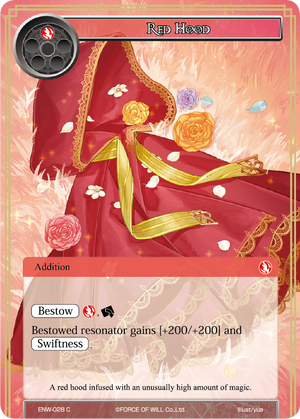 Red Hood
Addition
Bestow
Bestowed resonator gains [+200/+200] and
Swiftness.
A red hood infused with an unusually high amount of magic.
ENW-028 C ©FORCE OF WILL Co.,Ltd. Illust/yua